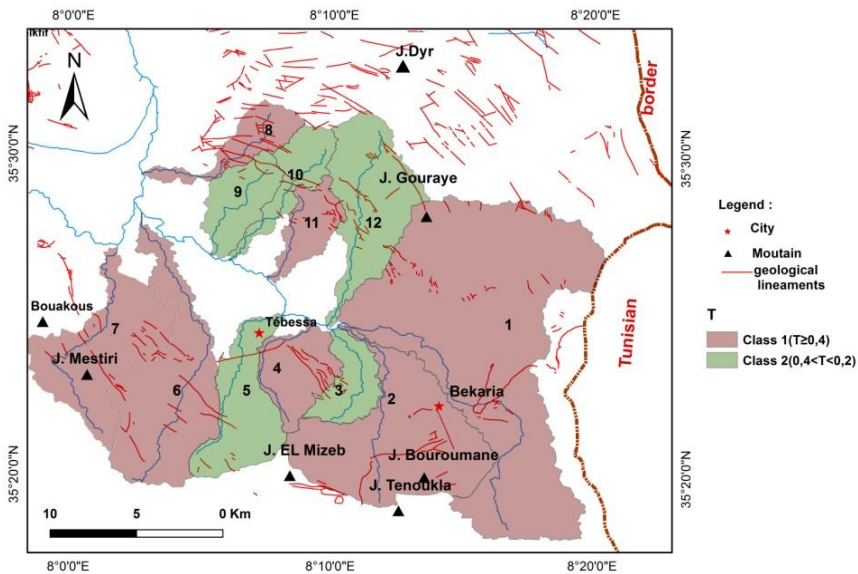 8°0'0"E
8°10'0"E
8°20'0"E
lkfif
J.Dyr
N
border
35°30'0"N
35°30'0"N
8
10
9
J. Gouraye
11
12
Legend :
City
Moutain
geological
lineaments
Bouakous
Tébessa
Tunisian
1
T
7
Class 1(T≥0,4)
J. Mestiri
4
Class 2(0,4<T<0,2)
6
5
3
2
Bekaria
J. EL Mizeb
J. Bouroumane
J. Tenoukla
35°20'0"N
35°20'0"N
10
5
0 Km
8°0'0"E
8°10'0"E
8°20'0"E